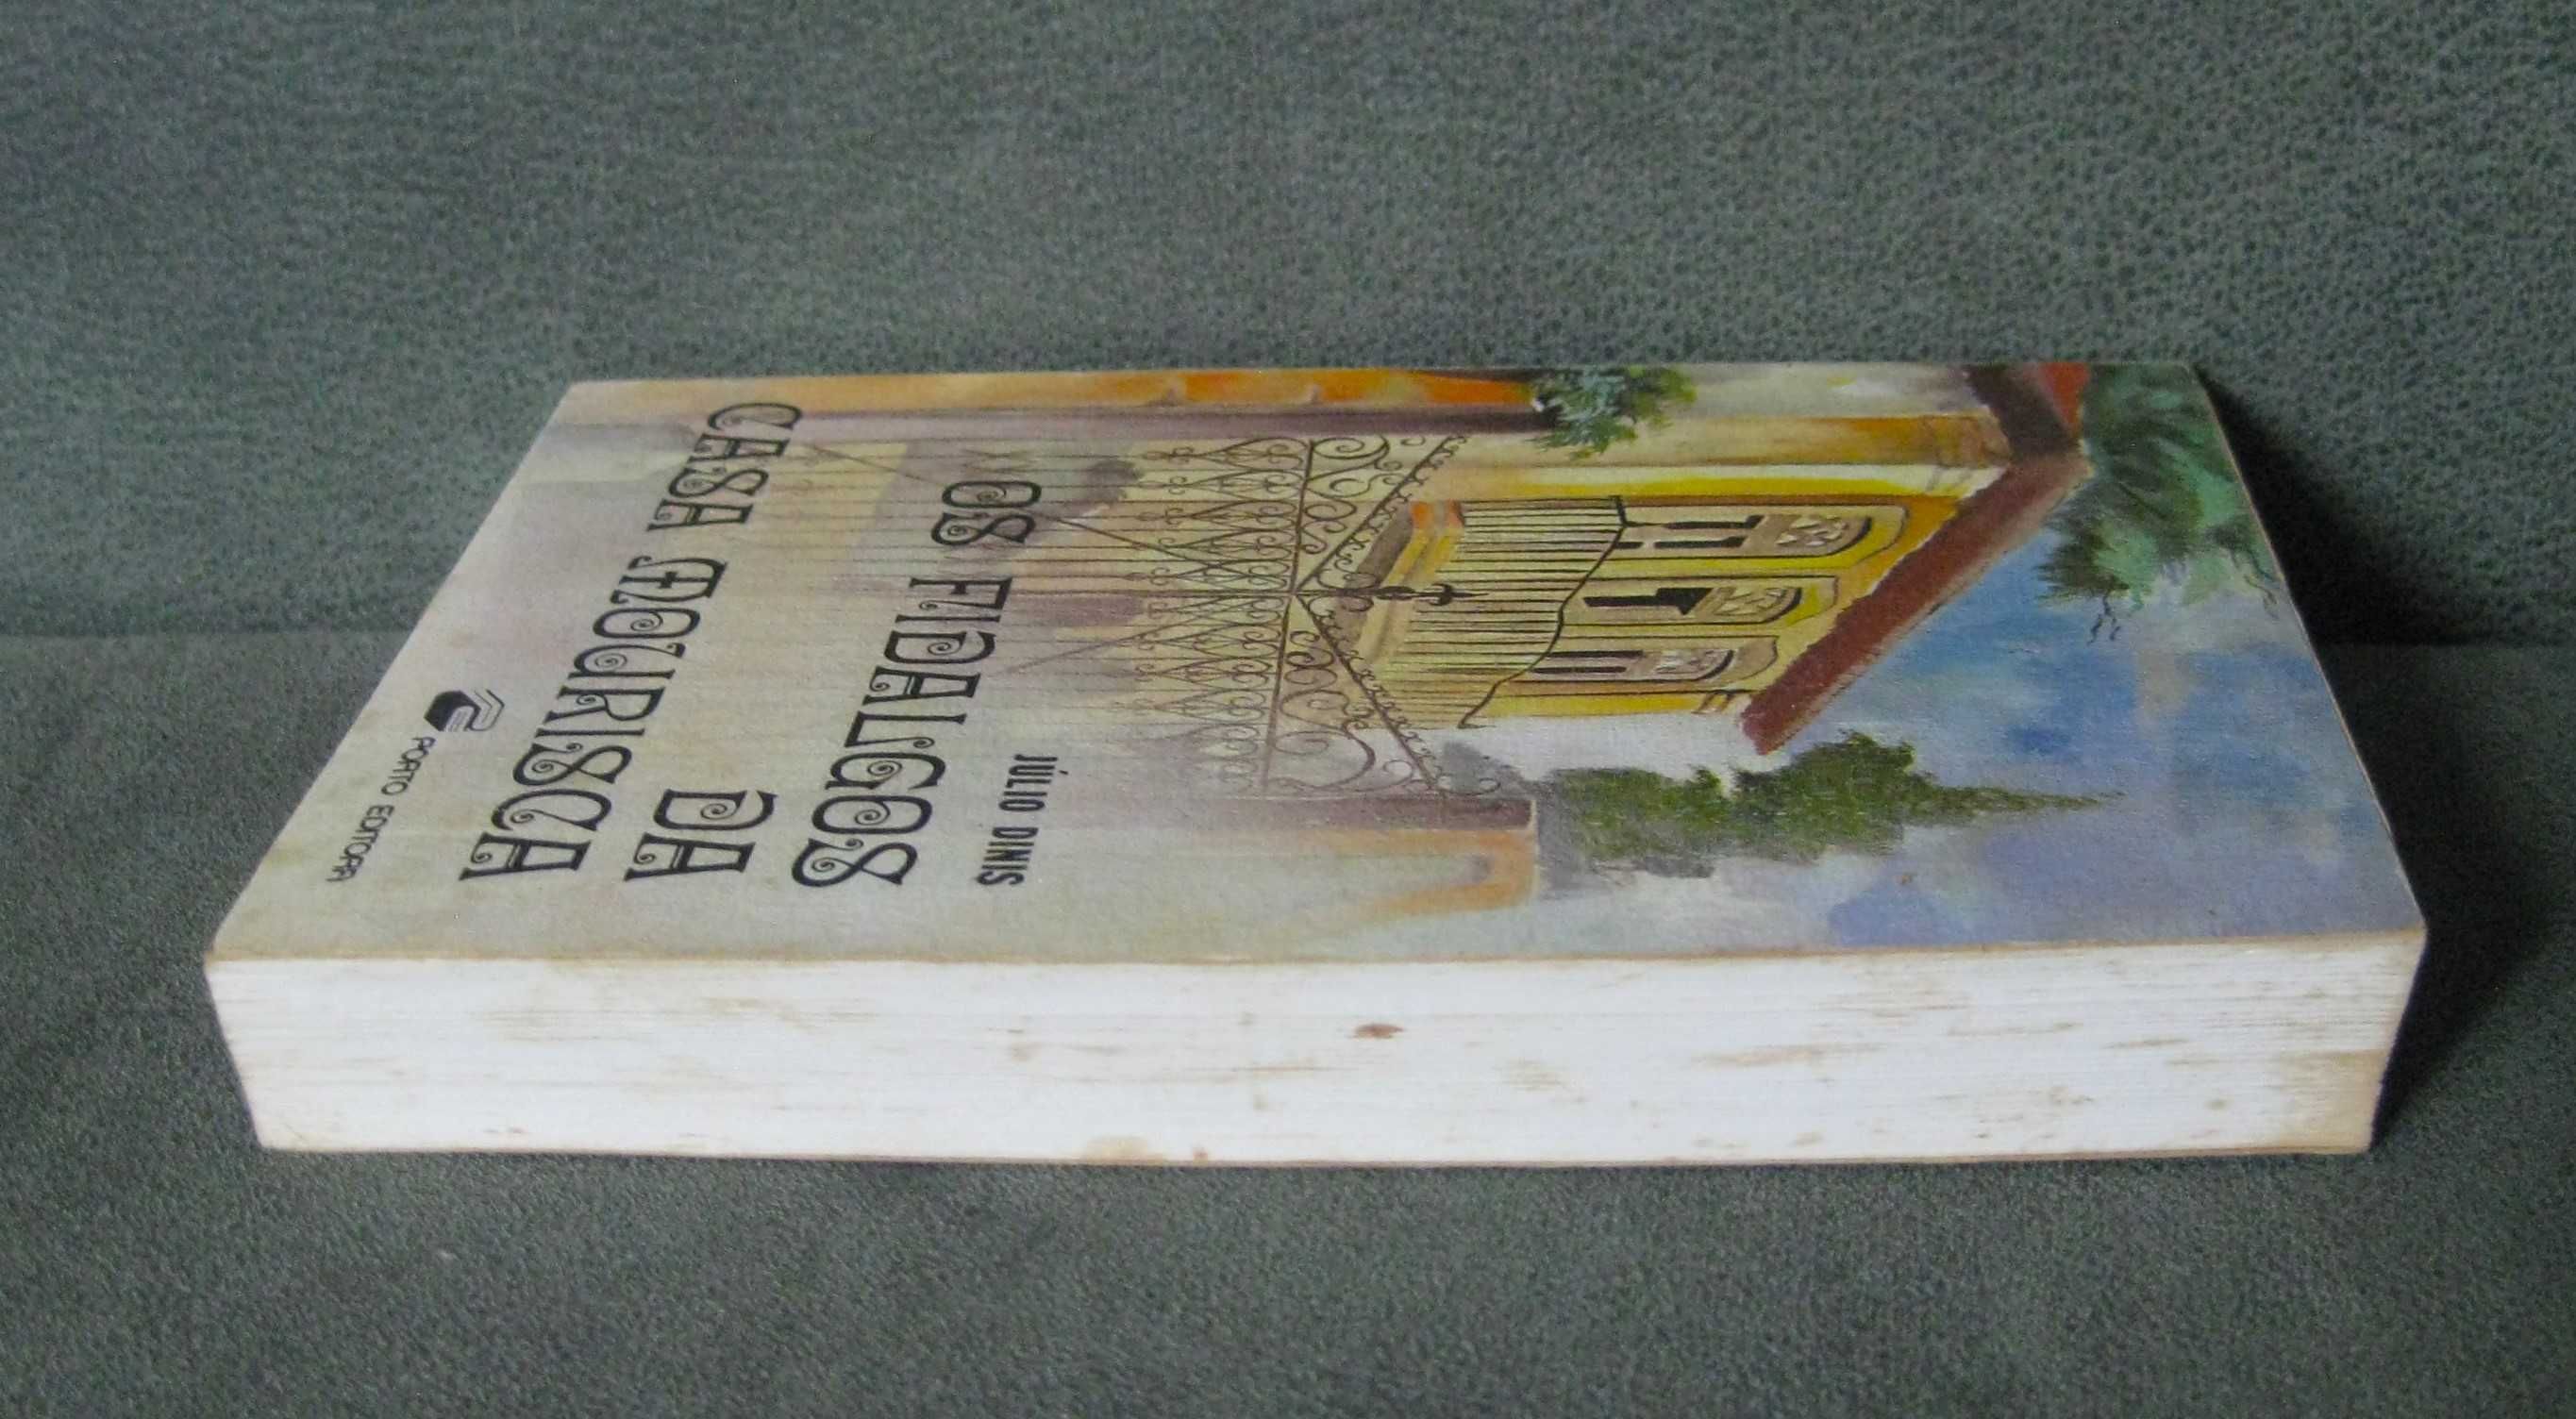 JÚLIO DINIS
OS FIDALGOS
DA
CASA MOURISCA
PORTO EDITORA